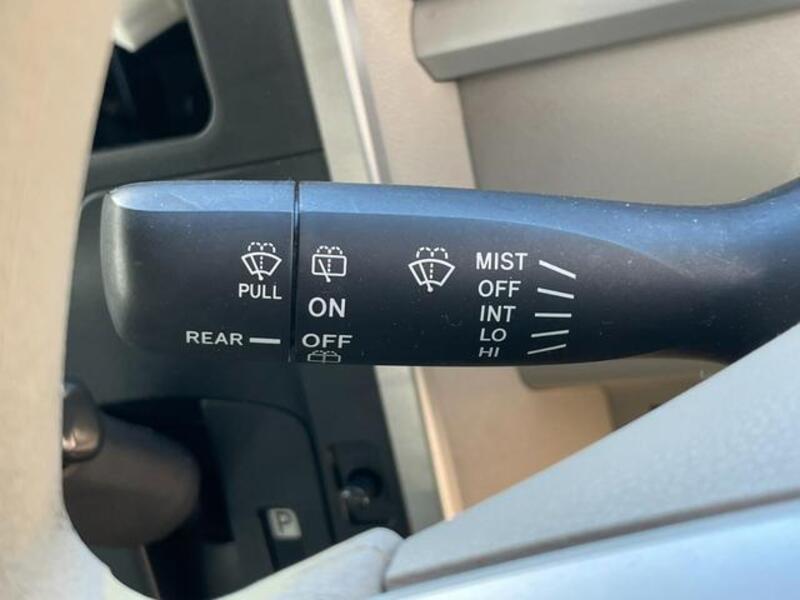 PULL
REAR
ON
OFF
MIST
OFF
INT
LO
HI
P